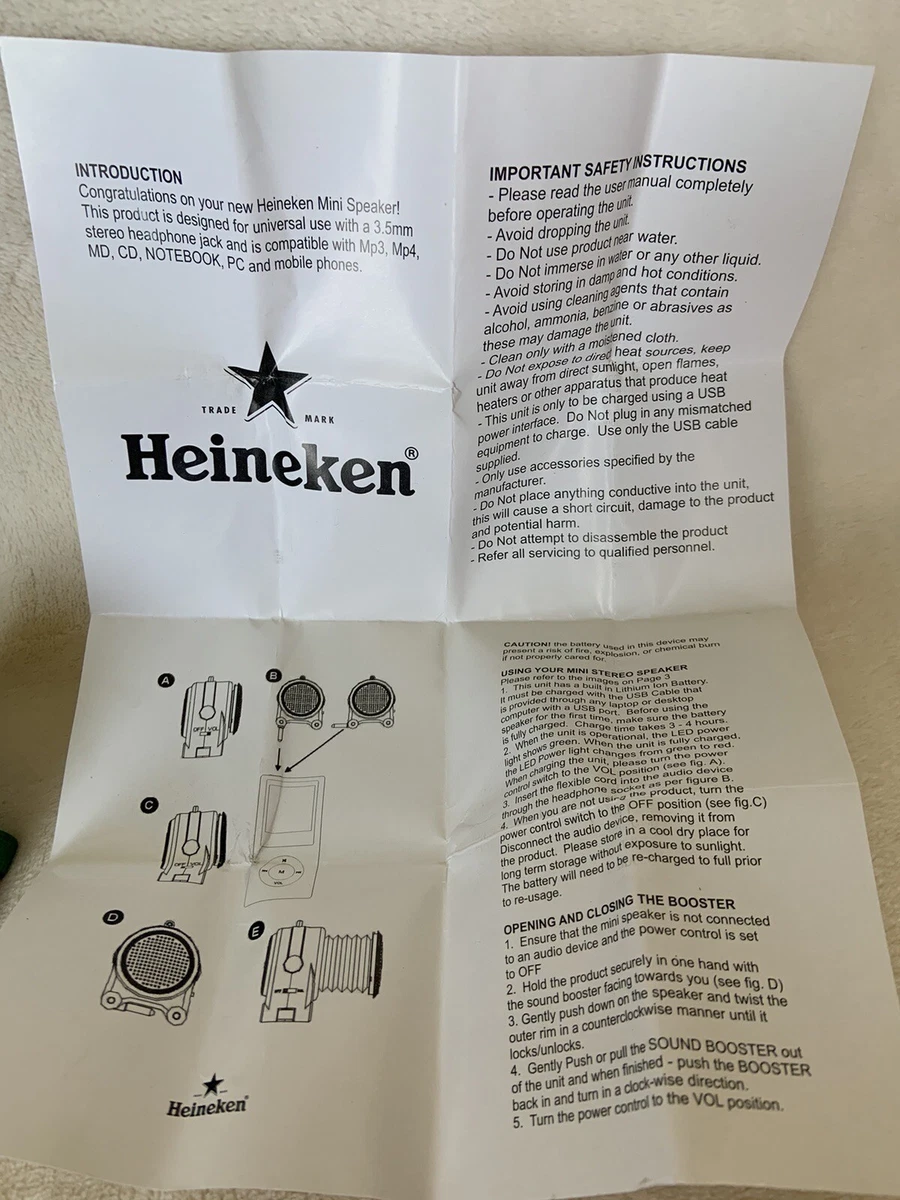 INTRODUCTION
Congratulations on your new Heineken Mini Speaker!
This product is designed for universal use with a 3.5mm
stereo headphone jack and is compatible with Mp3, Mp4,
MD, CD, NOTEBOOK, PC and mobile phones.
TRADE MARK
Heineken®
IMPORTANT SAFETY INSTRUCTIONS
- Please read the user manual completely
before operating the unit.
- Avoid dropping the unit.
- Do Not use product near water.
- Do Not immerse in water or any other liquid.
- Avoid storing in damp and hot conditions.
- Avoid using cleaning agents that contain
alcohol, ammonia, benzine or abrasives as
these may damage the unit.
- Clean only with a moistened cloth.
- Do Not expose to direct heat sources, keep
unit away from direct sunlight, open flames,
heaters or other apparatus that produce heat
- This unit is only to be charged using a USB
power interface. Do Not plug in any mismatched
equipment to charge. Use only the USB cable
supplied.
- Only use accessories specified by the
manufacturer.
- Do Not place anything conductive into the unit,
this will cause a short circuit, damage to the product
and potential harm.
- Do Not attempt to disassemble the product
- Refer all servicing to qualified personnel.
A
OFF VOL
B
M
VOL
C
OFF VOL
D
E
Heineken®
CAUTION! the battery used in this device may
present a risk of fire, explosion, or chemical burn
if not properly cared for.
USING YOUR MINI STEREO SPEAKER
Please refer to the images on Page 3
1. This unit has a built in Lithium Ion Battery.
It must be charged with the USB Cable that
is provided through any laptop or desktop
computer with a USB port. Before using the
speaker for the first time, make sure the battery
is fully charged. Charge time takes 3 - 4 hours.
2. When the unit is operational, the LED power
light shows green. When the unit is fully charged,
the LED Power light changes from green to red.
When charging the unit, please turn the power
control switch to the VOL position (see fig. A).
3. Insert the flexible cord into the audio device
through the headphone socket as per figure B.
4. When you are not using the product, turn the
power control switch to the OFF position (see fig.C)
Disconnect the audio device, removing it from
the product. Please store in a cool dry place for
long term storage without exposure to sunlight.
The battery will need to be re-charged to full prior
to re-usage.
OPENING AND CLOSING THE BOOSTER
1. Ensure that the mini speaker is not connected
to an audio device and the power control is set
to OFF
2. Hold the product securely in one hand with
the sound booster facing towards you (see fig. D)
3. Gently push down on the speaker and twist the
outer rim in a counterclockwise manner until it
locks/unlocks.
4. Gently Push or pull the SOUND BOOSTER out
of the unit and when finished - push the BOOSTER
back in and turn in a clock-wise direction.
5. Turn the power control to the VOL position.